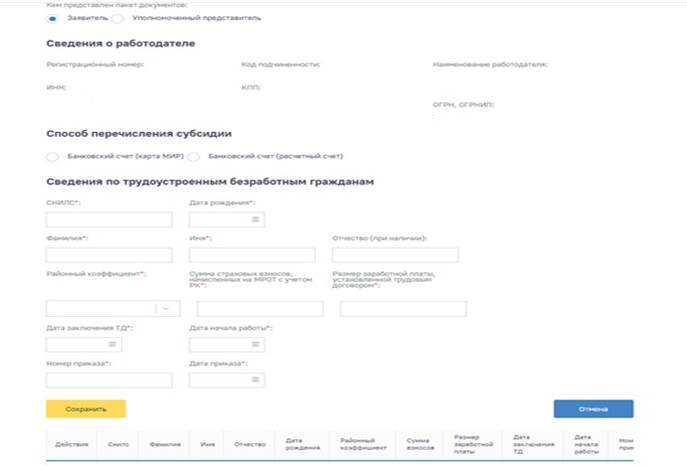 Кем представлен пакет документов:
Заявитель Уполномоченный представитель
Сведения о работодателе
Регистрационный номер: Код подчиненности: Наименование работодателя:
ИНН: КПП:
ОГРН, ОГРНИП:
:
Способ перечисления субсидии
Банковский счет (карта МИР) Банковский счет (расчетный счет)
Сведения по трудоустроенным безработным гражданам
СНИЛС*: Дата рождения*:
Фамилия*: Имя*: Отчество (при наличии):
Районный коэффициент*: Сумма страховых взносов, Размер заработной платы,
начисленных на МРОТ с учетом установленной трудовым
РК*: договором*:
Дата заключения ТД*: Дата начала работы*:
Номер приказа*: Дата приказа*:
Сохранить Отмена
Действия Снилс Фамилия Имя Отчество Дата рождения Районный коэффициент Сумма взносов Размер заработной платы Дата заключения ТД Дата начала работы Ном при